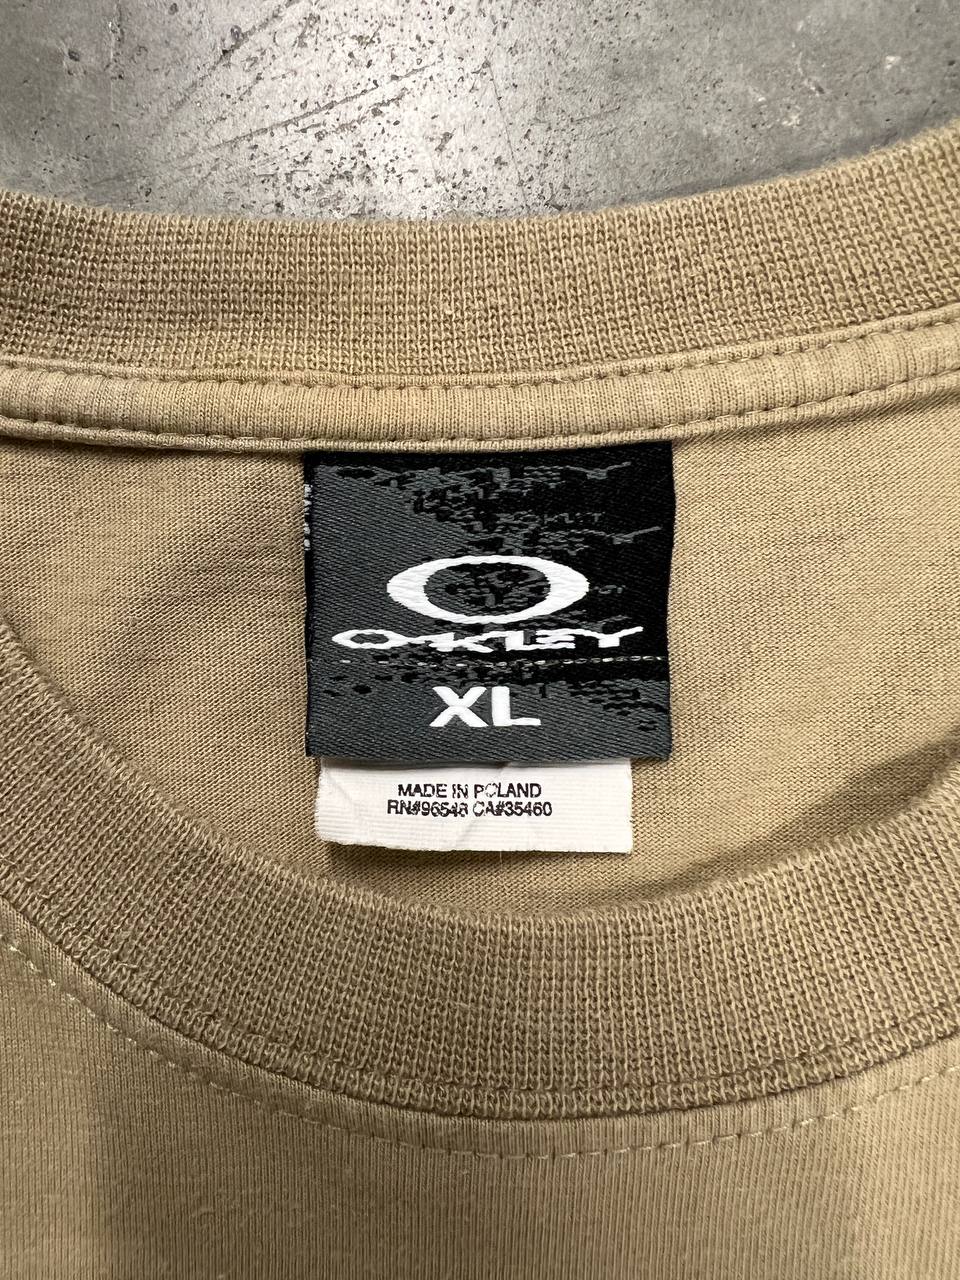 OAKLEY
XL
MADE IN POLAND
RN#96548 CA#35460